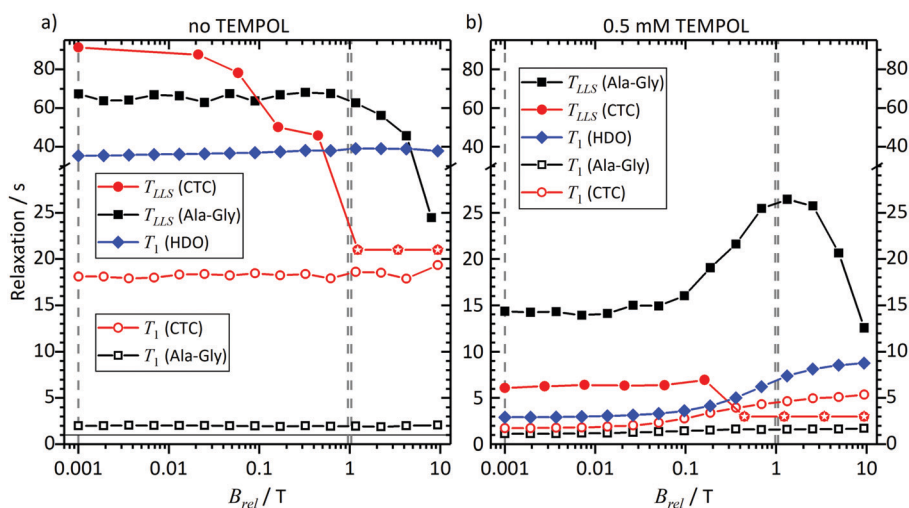 a)
no TEMPOL
b)
0.5 mM TEMPOL
Relaxation / s
80
60
40
25
20
15
10
5
0
T_LLS (CTC)
T_LLS (Ala-Gly)
T_1 (HDO)
T_1 (CTC)
T_1 (Ala-Gly)
0.001
0.01
0.1
1
10
B_rel / T
T_LLS (Ala-Gly)
T_LLS (CTC)
T_1 (HDO)
T_1 (Ala-Gly)
T_1 (CTC)
80
60
40
25
20
15
10
5
0
0.001
0.01
0.1
1
10
B_rel / T